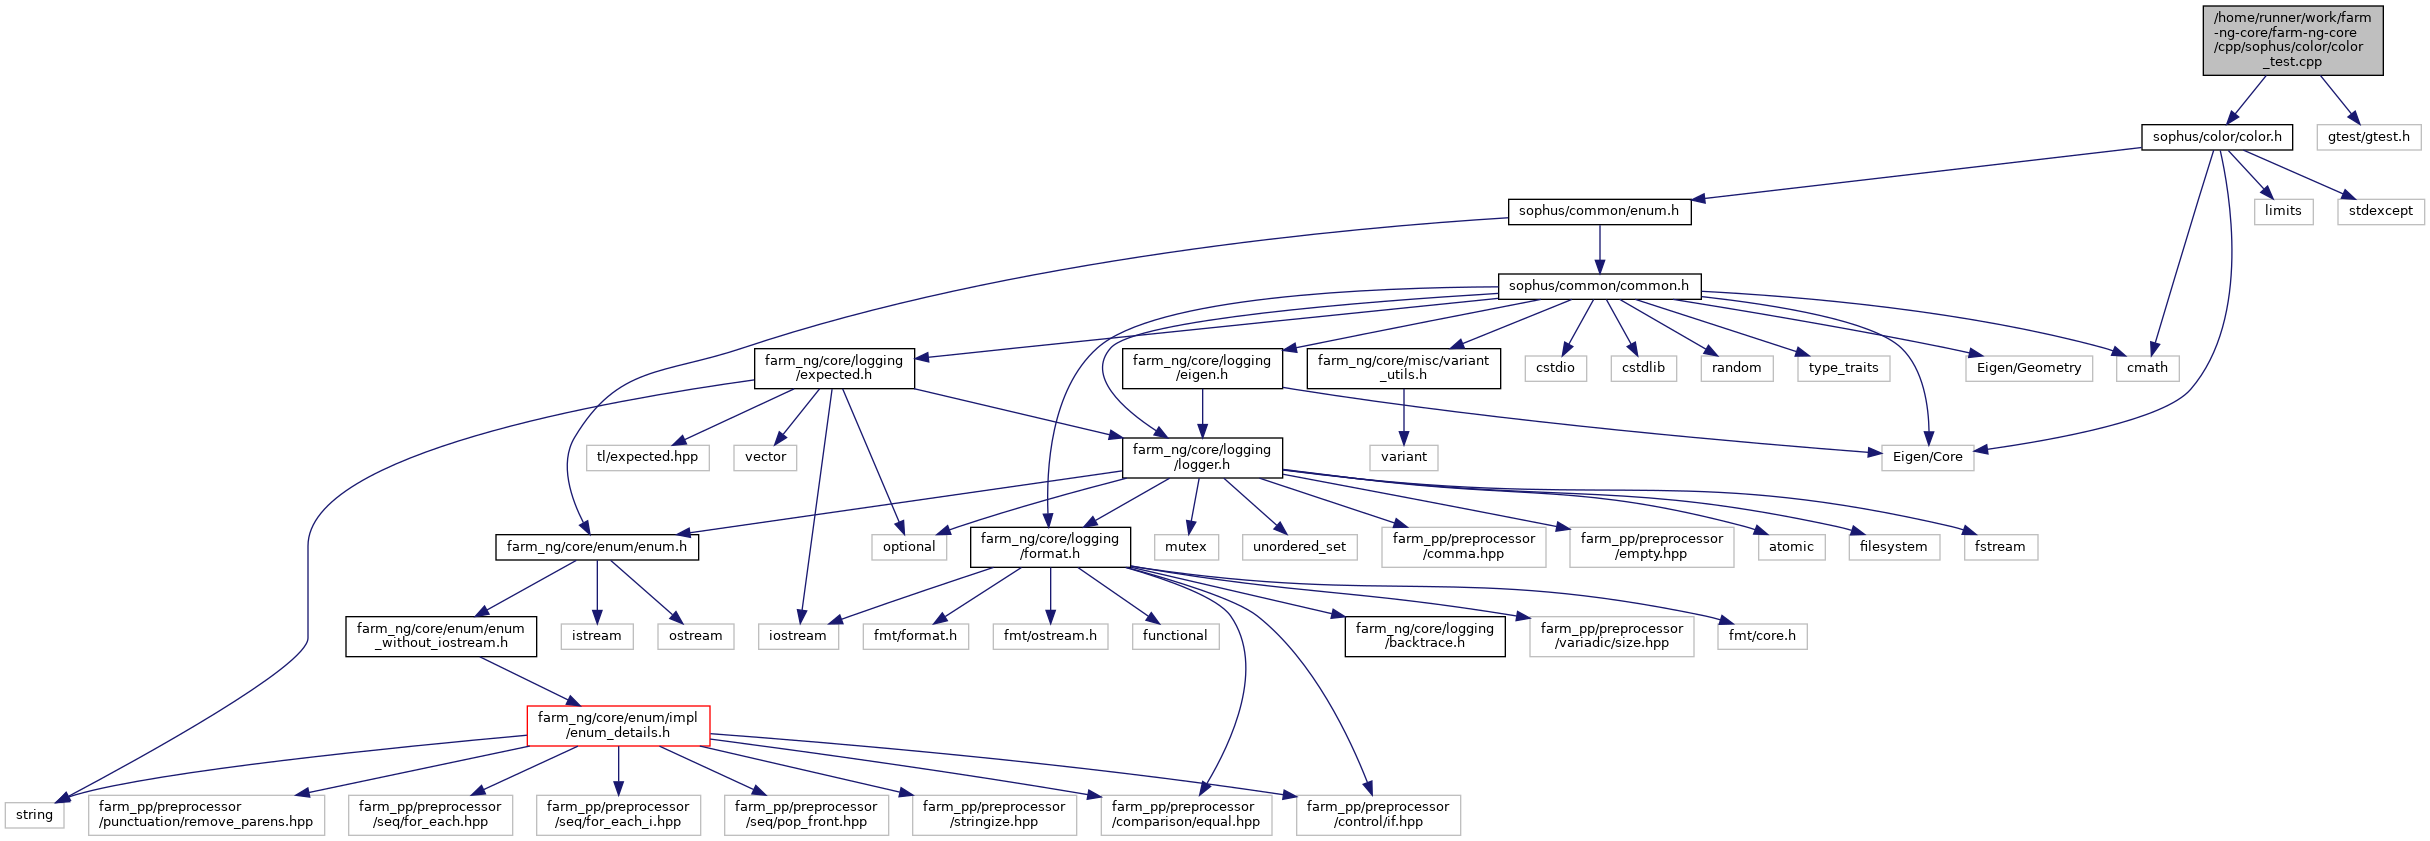 /home/runner/work/farm
-ng-core/farm-ng-core
/cpp/sophus/color/color
_test.cpp
sophus/color/color.h
gtest/gtest.h
sophus/common/enum.h
limits
stdexcept
sophus/common/common.h
farm_ng/core/logging
/expected.h
farm_ng/core/logging
/eigen.h
farm_ng/core/misc/variant
_utils.h
cstdio
cstdlib
random
type_traits
Eigen/Geometry
cmath
tl/expected.hpp
vector
farm_ng/core/logging
/logger.h
variant
Eigen/Core
farm_ng/core/enum/enum.h
optional
farm_ng/core/logging
/format.h
mutex
unordered_set
farm_pp/preprocessor
/comma.hpp
farm_pp/preprocessor
/empty.hpp
atomic
filesystem
fstream
farm_ng/core/enum/enum
_without_iostream.h
istream
ostream
iostream
fmt/format.h
fmt/ostream.h
functional
farm_ng/core/logging
/backtrace.h
farm_pp/preprocessor
/variadic/size.hpp
fmt/core.h
farm_ng/core/enum/impl
/enum_details.h
string
farm_pp/preprocessor
/punctuation/remove_parens.hpp
farm_pp/preprocessor
/seq/for_each.hpp
farm_pp/preprocessor
/seq/for_each_i.hpp
farm_pp/preprocessor
/seq/pop_front.hpp
farm_pp/preprocessor
/stringize.hpp
farm_pp/preprocessor
/comparison/equal.hpp
farm_pp/preprocessor
/control/if.hpp